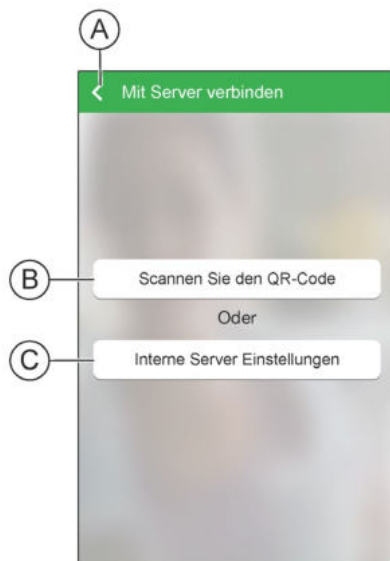 A
Mit Server verbinden
B
Scannen Sie den QR-Code
Oder
C
Interne Server Einstellungen